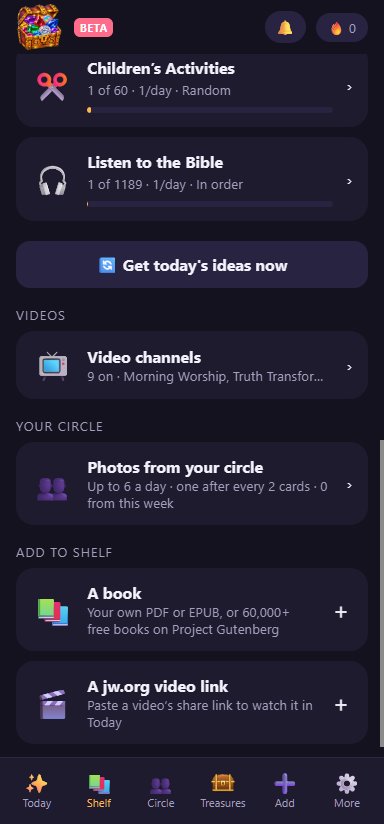 BETA
0
Children's Activities
1 of 60 · 1/day · Random
Listen to the Bible
1 of 1189 · 1/day · In order
Get today's ideas now
VIDEOS
Video channels
9 on · Morning Worship, Truth Transfor...
YOUR CIRCLE
Photos from your circle
Up to 6 a day · one after every 2 cards · 0
from this week
ADD TO SHELF
A book
Your own PDF or EPUB, or 60,000+
free books on Project Gutenberg
A jw.org video link
Paste a video's share link to watch it in
Today
Today
Shelf
Circle
Treasures
Add
More